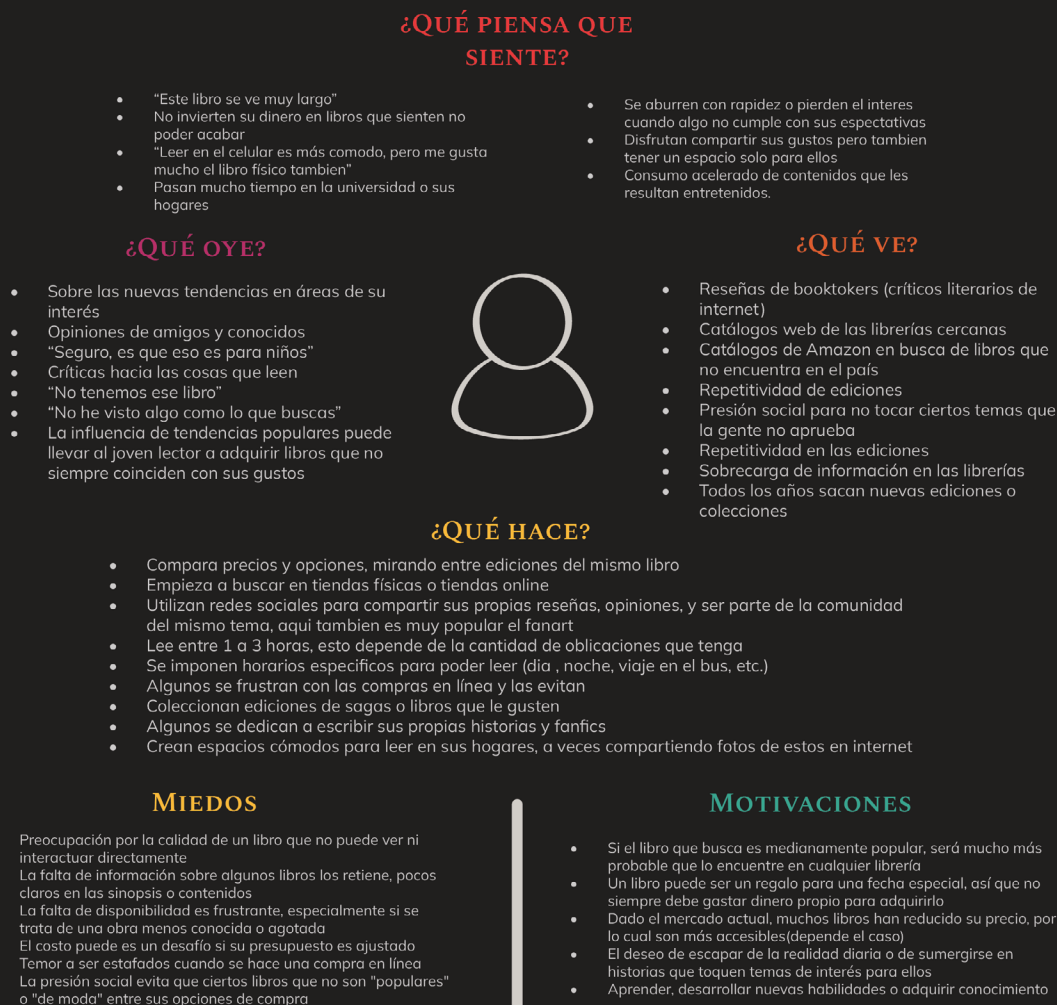 ¿QUÉ PIENSA QUE
SIENTE?
• “Este libro se ve muy largo”
• No invierten su dinero en libros que sienten no
poder acabar
• “Leer en el celular es más comodo, pero me gusta
mucho el libro físico tambien”
• Pasan mucho tiempo en la universidad o sus
hogares
• Se aburren con rapidez o pierden el interes
cuando algo no cumple con sus espectativas
• Disfrutan compartir sus gustos pero tambien
tener un espacio solo para ellos
• Consumo acelerado de contenidos que les
resultan entretenidos.
¿QUÉ OYE?
• Sobre las nuevas tendencias en áreas de su
interés
• Opiniones de amigos y conocidos
• “Seguro, es que eso es para niños”
• Críticas hacia las cosas que leen
• “No tenemos ese libro”
• “No he visto algo como lo que buscas”
• La influencia de tendencias populares puede
llevar al joven lector a adquirir libros que no
siempre coinciden con sus gustos
¿QUÉ VE?
• Reseñas de booktokers (críticos literarios de
internet)
• Catálogos web de las librerías cercanas
• Catálogos de Amazon en busca de libros que
no encuentra en el país
• Repetitividad de ediciones
• Presión social para no tocar ciertos temas que
la gente no aprueba
• Repetitividad en las ediciones
• Sobrecarga de información en las librerías
• Todos los años sacan nuevas ediciones o
colecciones
¿QUÉ HACE?
• Compara precios y opciones, mirando entre ediciones del mismo libro
• Empieza a buscar en tiendas físicas o tiendas online
• Utilizan redes sociales para compartir sus propias reseñas, opiniones, y ser parte de la comunidad
del mismo tema, aqui tambien es muy popular el fanart
• Lee entre 1 a 3 horas, esto depende de la cantidad de oblicaciones que tenga
• Se imponen horarios especificos para poder leer (dia , noche, viaje en el bus, etc.)
• Algunos se frustran con las compras en línea y las evitan
• Coleccionan ediciones de sagas o libros que le gusten
• Algunos se dedican a escribir sus propias historias y fanfics
• Crean espacios cómodos para leer en sus hogares, a veces compartiendo fotos de estos en internet
MIEDOS
Preocupación por la calidad de un libro que no puede ver ni
interactuar directamente
La falta de información sobre algunos libros los retiene, pocos
claros en las sinopsis o contenidos
La falta de disponibilidad es frustrante, especialmente si se
trata de una obra menos conocida o agotada
El costo puede es un desafío si su presupuesto es ajustado
Temor a ser estafados cuando se hace una compra en línea
La presión social evita que ciertos libros que no son "populares"
o "de moda" entre sus opciones de compra
MOTIVACIONES
• Si el libro que busca es medianamente popular, será mucho más
probable que lo encuentre en cualquier librería
• Un libro puede ser un regalo para una fecha especial, así que no
siempre debe gastar dinero propio para adquirirlo
• Dado el mercado actual, muchos libros han reducido su precio, por
lo cual son más accesibles(depende el caso)
• El deseo de escapar de la realidad diaria o de sumergirse en
historias que toquen temas de interés para ellos
• Aprender, desarrollar nuevas habilidades o adquirir conocimiento